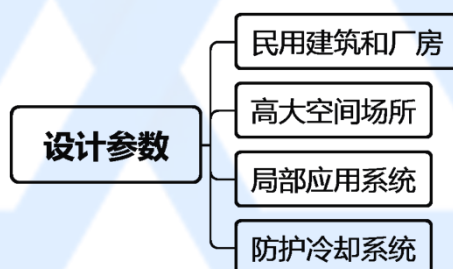 设计参数
民用建筑和厂房
高大空间场所
局部应用系统
防护冷却系统